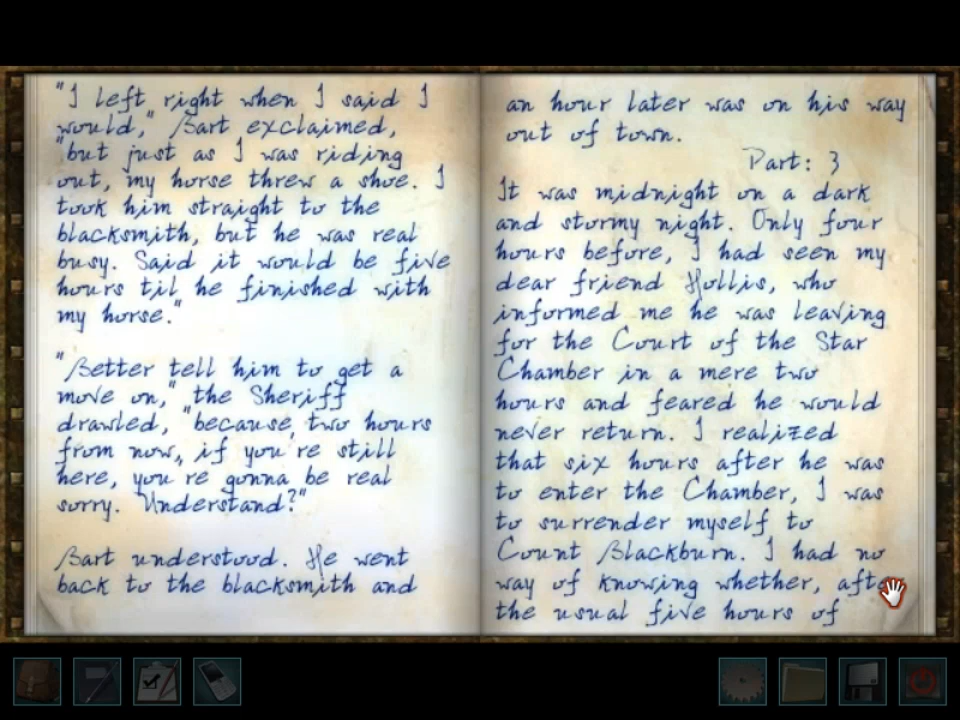 "I left right when I said I
would," Bart exclaimed,
"but just as I was riding
out, my horse threw a shoe. I
took him straight to the
blacksmith, but he was real
busy. Said it would be five
hours til he finished with
my horse."
"Better tell him to get a
move on," the Sheriff
drawled, "because, two hours
from now, if you're still
here, you're gonna be real
sorry. Understand?"
Bart understood. He went
back to the blacksmith and
an hour later was on his way
out of town.
Part: 3
It was midnight on a dark
and stormy night. Only four
hours before, I had seen my
dear friend Hollis, who
informed me he was leaving
for the Court of the Star
Chamber in a mere two
hours and feared he would
never return. I realized
that six hours after he was
to enter the Chamber, I was
to surrender myself to
Count Blackburn. I had no
way of knowing whether, afte
the usual five hours of